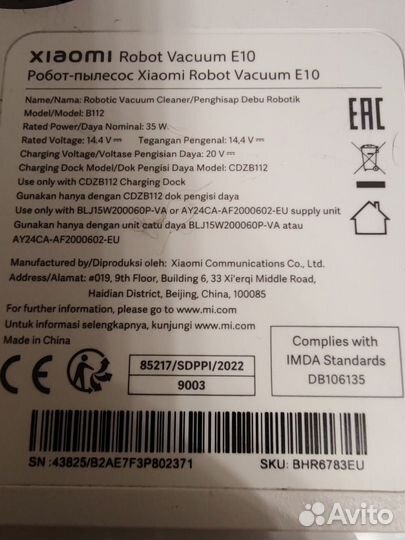 xiaomi Robot Vacuum E10
Робот-пылесос Xiaomi Robot Vacuum E10
Name/Nama: Robotic Vacuum Cleaner/Penghisap Debu Robotik
Model/Model: B112
Rated Power/Daya Nominal: 35 W
Rated Voltage: 14.4 V⎓ Tegangan Pengenal: 14,4 V⎓
Charging Voltage/Voltase Pengisian Daya: 20 V⎓
Charging Dock Model/Dok Pengisi Daya Model: CDZB112
Use only with CDZB112 Charging Dock
Gunakan hanya dengan CDZB112 dok pengisi daya
Use only with BLJ15W200060P-VA or AY24CA-AF2000602-EU supply unit
Gunakan hanya dengan unit catu daya BLJ15W200060P-VA atau
AY24CA-AF2000602-EU
EAC
Manufactured by/Diproduksi oleh: Xiaomi Communications Co., Ltd.
Address/Alamat: #019, 9th Floor, Building 6, 33 Xi'erqi Middle Road,
Haidian District, Beijing, China, 100085
For further information, please go to www.mi.com
Untuk informasi selengkapnya, kunjungi www.mi.com
Made in China
CE
85217/SDPPI/2022
9003
Complies with
IMDA Standards
DB106135
SN :43825/B2AE7F3P802371
SKU: BHR6783EU
Avito